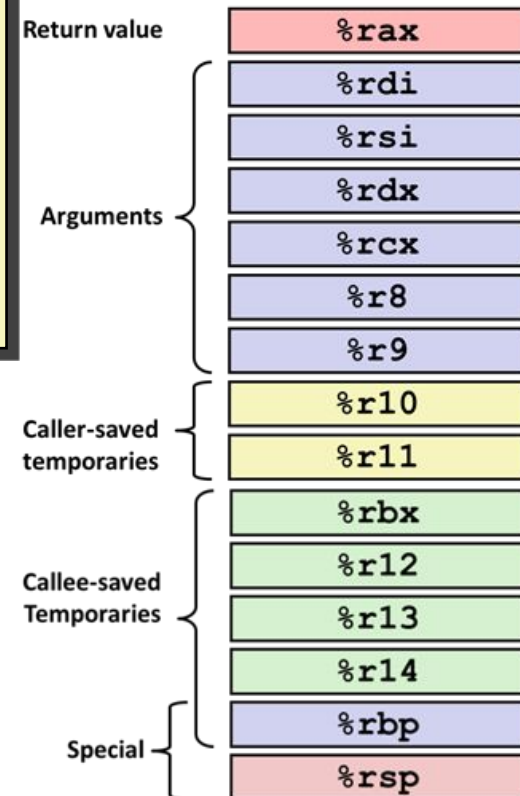 Return value
%rax
%rdi
%rsi
%rdx
Arguments
%rcx
%r8
%r9
%r10
Caller-saved
temporaries
%r11
%rbx
%r12
Callee-saved
Temporaries
%r13
%r14
%rbp
Special
%rsp